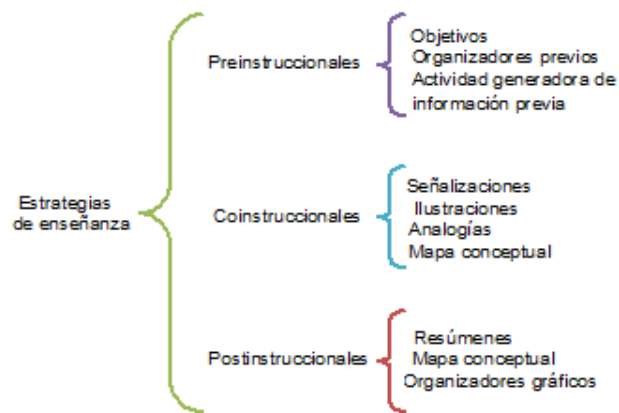 Estrategias
de enseñanza
Preinstruccionales
Objetivos
Organizadores previos
Actividad generadora de
información previa
Coinstruccionales
Señalizaciones
Ilustraciones
Analogías
Mapa conceptual
Postinstruccionales
Resúmenes
Mapa conceptual
Organizadores gráficos